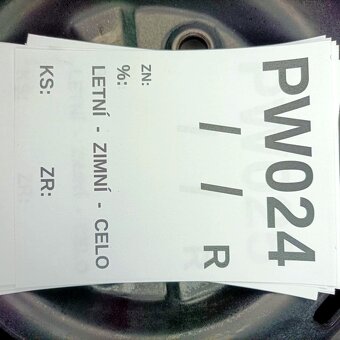 PW024
/ / R
ZN:
%:
LETNÍ - ZIMNÍ - CELO
KS: ZR: